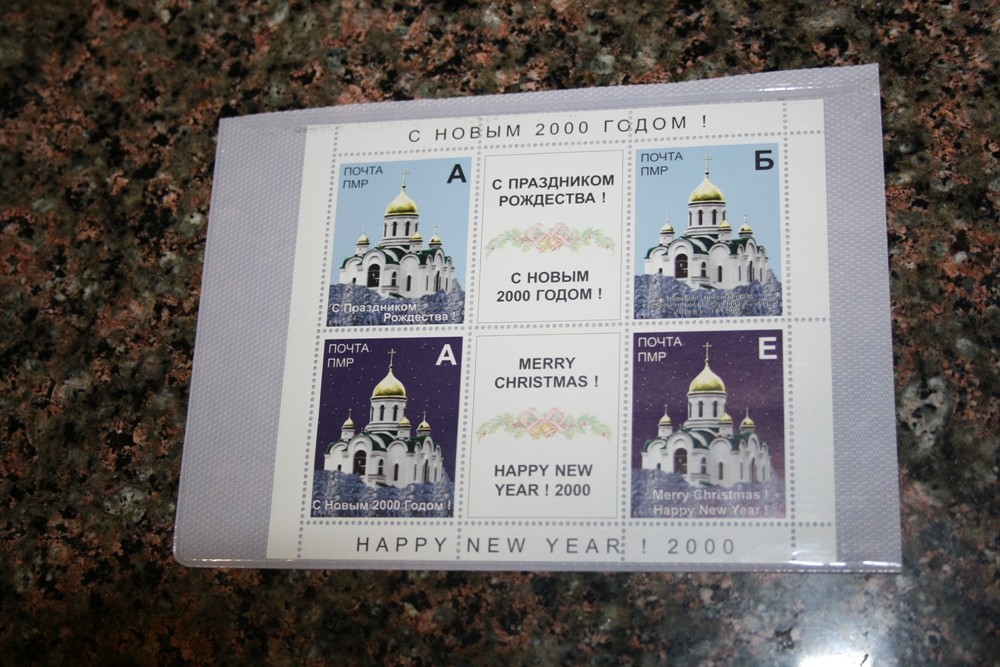 С НОВЫМ 2000 ГОДОМ !
ПОЧТА
ПМР
А
С Праздником
Рождества !
С ПРАЗДНИКОМ
РОЖДЕСТВА !
С НОВЫМ
2000 ГОДОМ !
ПОЧТА
ПМР
Б
ПОЧТА
ПМР
А
С Новым 2000 Годом !
MERRY
CHRISTMAS !
HAPPY NEW
YEAR ! 2000
ПОЧТА
ПМР
Е
Merry Christmas !
Happy New Year !
HAPPY NEW YEAR ! 2000